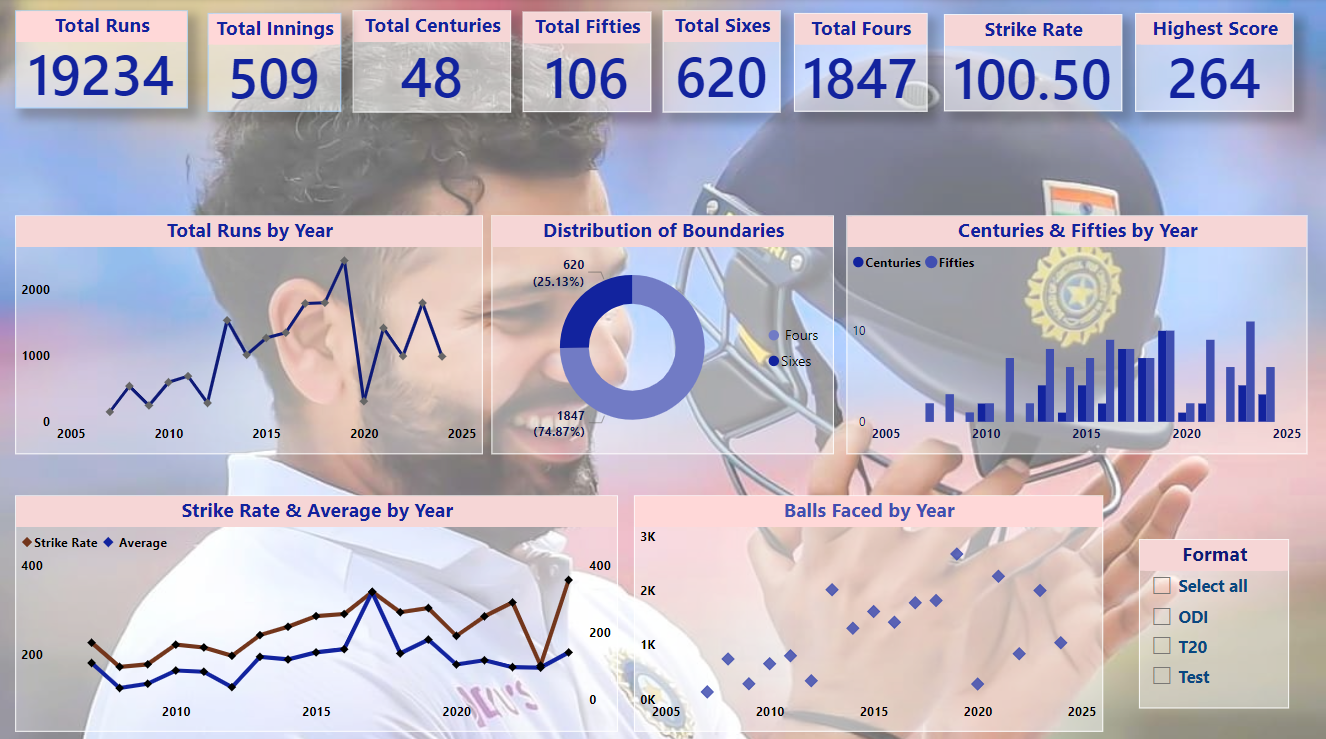 Total Runs
19234
Total Innings
509
Total Centuries
48
Total Fifties
106
Total Sixes
620
Total Fours
1847
Strike Rate
100.50
Highest Score
264
Total Runs by Year
2000
1000
0
2005 2010 2015 2020 2025
Distribution of Boundaries
620
(25.13%)
1847
(74.87%)
Fours
Sixes
Centuries & Fifties by Year
Centuries Fifties
10
0
2005 2010 2015 2020 2025
Strike Rate & Average by Year
Strike Rate Average
400 400
200
200
0
2010 2015 2020
Balls Faced by Year
3K
2K
1K
0K
2005 2010 2015 2020 2025
Format
Select all
ODI
T20
Test